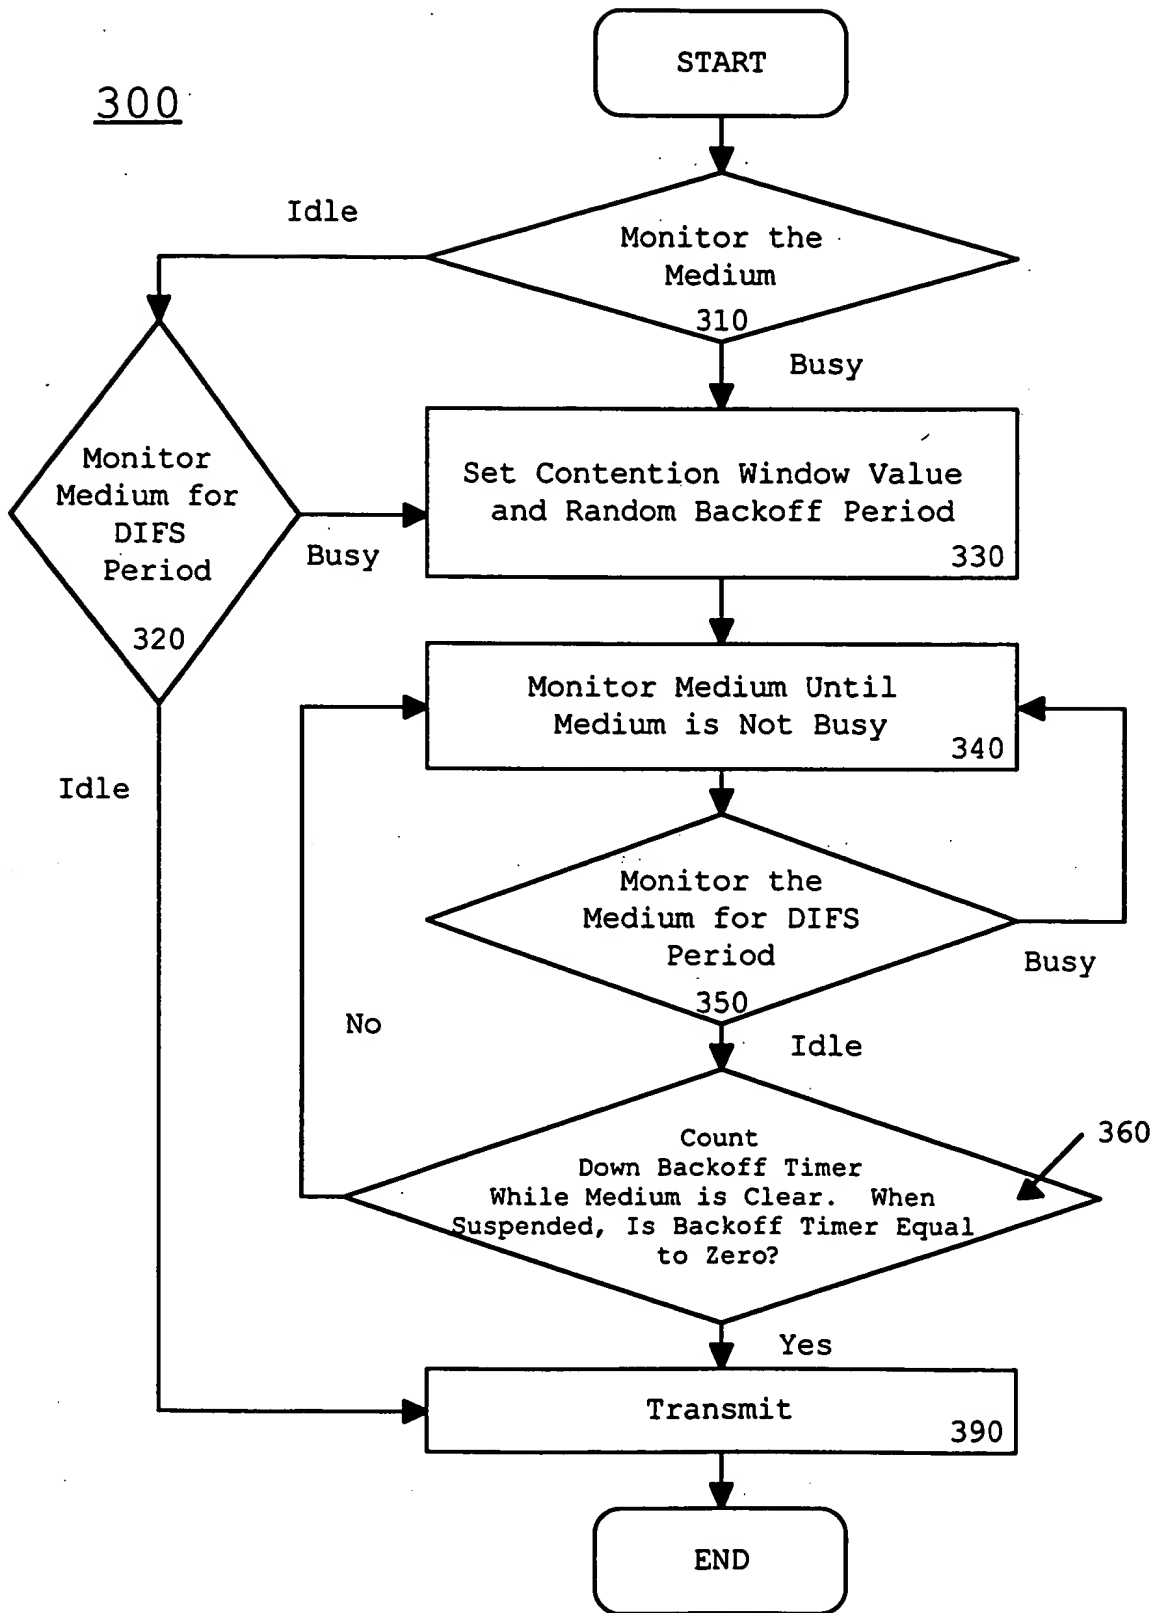 START
300
Idle
Monitor the
Medium
310
Busy
Monitor
Medium for
DIFS
Period
320
Busy
Set Contention Window Value
and Random Backoff Period
330
Monitor Medium Until
Medium is Not Busy
340
Idle
Monitor the
Medium for DIFS
Period
350
Busy
No
Idle
Count
Down Backoff Timer
While Medium is Clear. When
Suspended, Is Backoff Timer Equal
to Zero?
360
Yes
Transmit
390
END